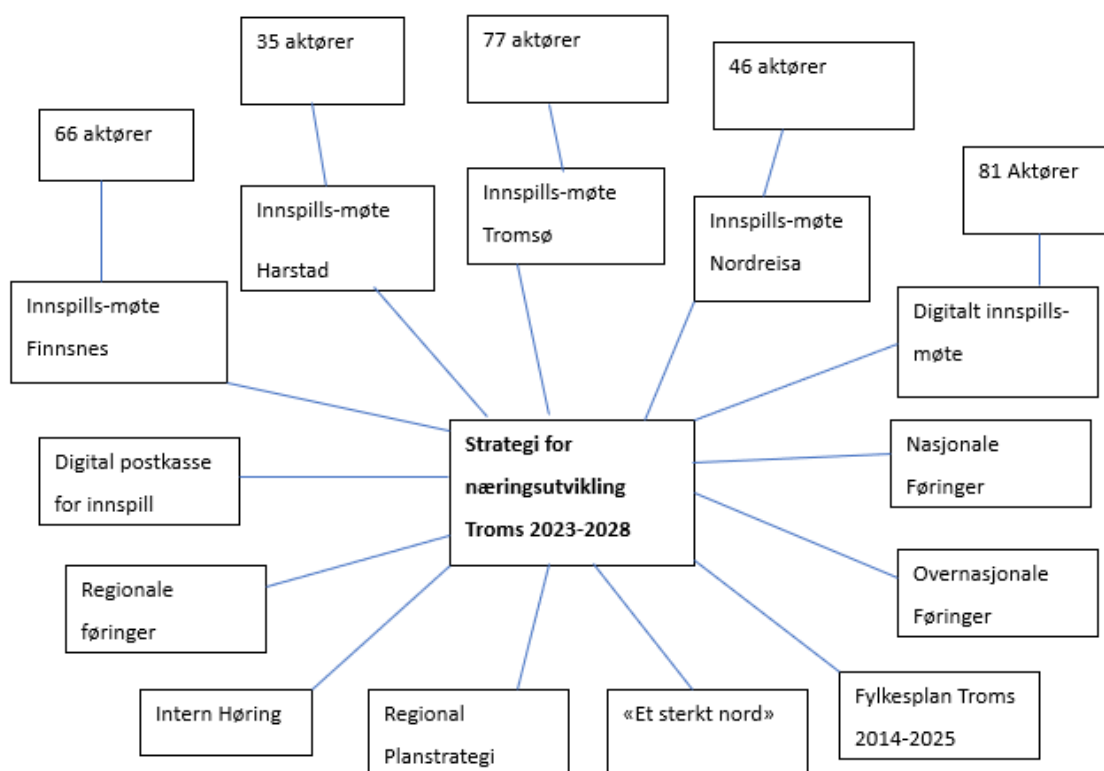 35 aktører
77 aktører
46 aktører
66 aktører
81 Aktører
Innspills-møte
Harstad
Innspills-møte
Tromsø
Innspills-møte
Nordreisa
Innspills-møte
Finnsnes
Digitalt innspills-
møte
Strategi for
næringsutvikling
Troms 2023-2028
Digital postkasse
for innspill
Nasjonale
Føringer
Regionale
føringer
Overnasjonale
Føringer
Intern Høring
Regional
Planstrategi
«Et sterkt nord»
Fylkesplan Troms
2014-2025